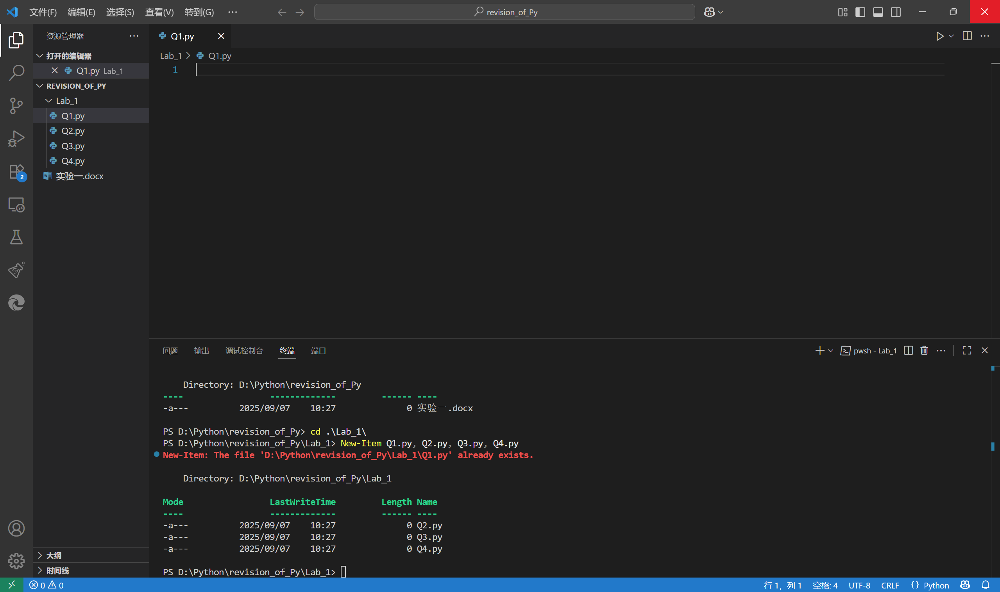 文件(F) 编辑(E) 选择(S) 查看(V) 转到(G) ··· revision_of_Py
资源管理器 ···
打开的编辑器
Q1.py Lab_1
REVISION_OF_PY
Lab_1
Q1.py
Q2.py
Q3.py
Q4.py
实验一.docx
2
大纲
时间线
Q1.py
Lab_1 > Q1.py
1
问题 输出 调试控制台 终端 端口 pwsh - Lab_1
Directory: D:\Python\revision_of_Py
---- ------------- ------ ----
-a--- 2025/09/07 10:27 0 实验一.docx
PS D:\Python\revision_of_Py> cd .\Lab_1\
PS D:\Python\revision_of_Py\Lab_1> New-Item Q1.py, Q2.py, Q3.py, Q4.py
New-Item: The file 'D:\Python\revision_of_Py\Lab_1\Q1.py' already exists.
Directory: D:\Python\revision_of_Py\Lab_1
Mode LastWriteTime Length Name
---- ------------- ------ ----
-a--- 2025/09/07 10:27 0 Q2.py
-a--- 2025/09/07 10:27 0 Q3.py
-a--- 2025/09/07 10:27 0 Q4.py
PS D:\Python\revision_of_Py\Lab_1>
0 0 行 1，列 1 空格: 4 UTF-8 CRLF {} Python